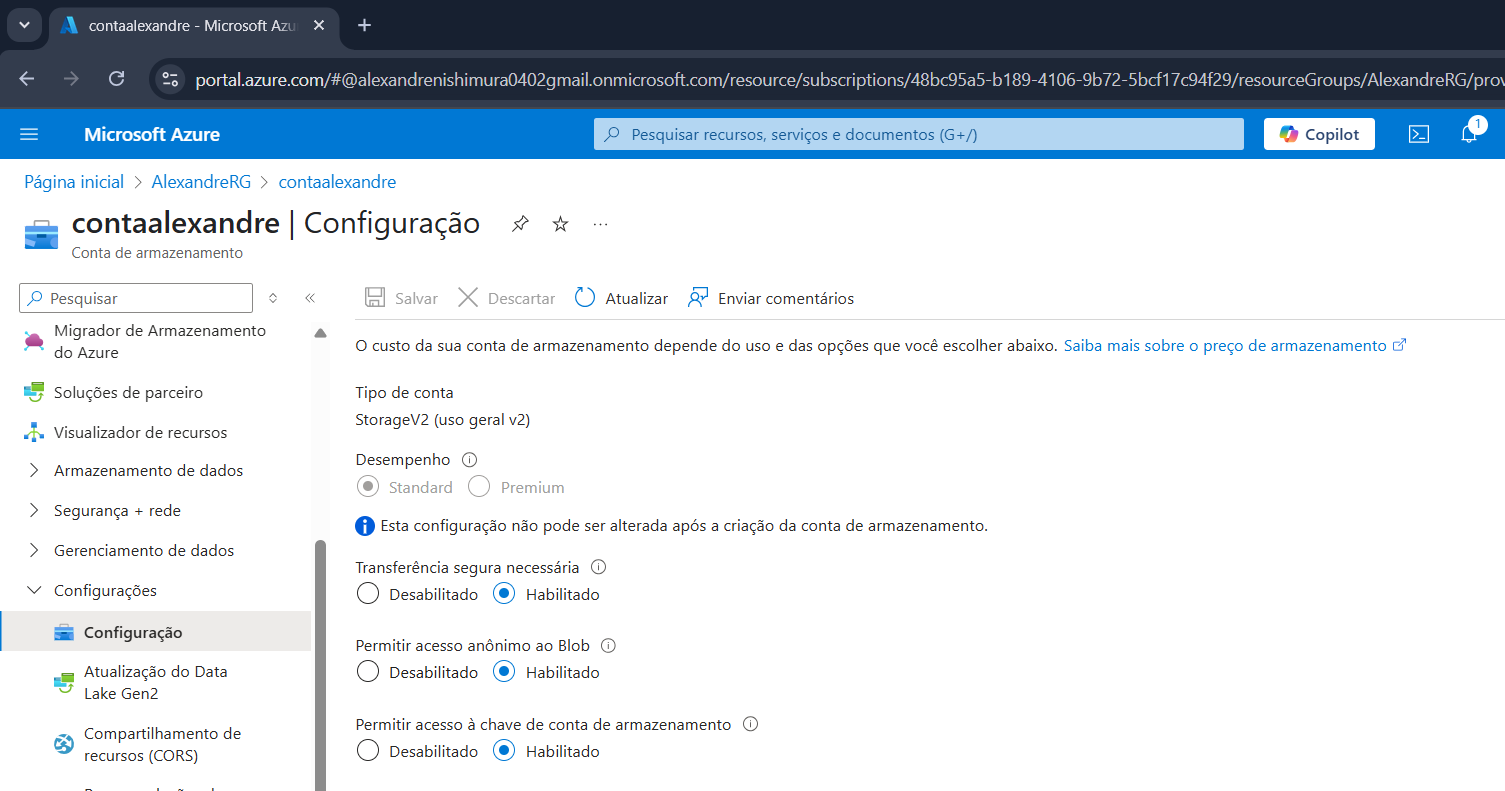 contaalexandre - Microsoft Azu
portal.azure.com/#@alexandrenishimura0402gmail.onmicrosoft.com/resource/subscriptions/48bc95a5-b189-4106-9b72-5bcf17c94f29/resourceGroups/AlexandreRG/prov
Microsoft Azure
Pesquisar recursos, serviços e documentos (G+/)
Copilot
1
Página inicial > AlexandreRG > contaalexandre
contaalexandre | Configuração
Conta de armazenamento
Pesquisar
Salvar
Descartar
Atualizar
Enviar comentários
Migrador de Armazenamento
do Azure
Soluções de parceiro
Visualizador de recursos
Armazenamento de dados
Segurança + rede
Gerenciamento de dados
Configurações
Configuração
Atualização do Data
Lake Gen2
Compartilhamento de
recursos (CORS)
O custo da sua conta de armazenamento depende do uso e das opções que você escolher abaixo. Saiba mais sobre o preço de armazenamento
Tipo de conta
StorageV2 (uso geral v2)
Desempenho
Standard
Premium
Esta configuração não pode ser alterada após a criação da conta de armazenamento.
Transferência segura necessária
Desabilitado
Habilitado
Permitir acesso anônimo ao Blob
Desabilitado
Habilitado
Permitir acesso à chave de conta de armazenamento
Desabilitado
Habilitado